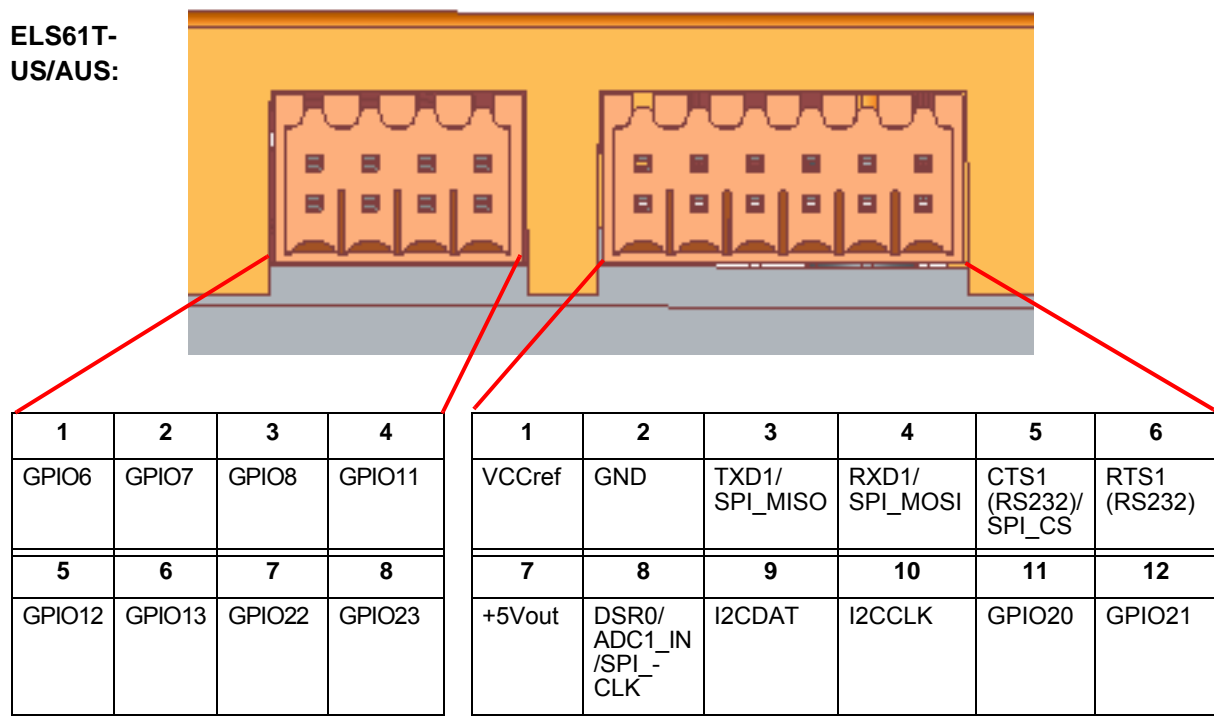 ELS61T-
US/AUS:
1 2 3 4
GPIO6 GPIO7 GPIO8 GPIO11
5 6 7 8
GPIO12 GPIO13 GPIO22 GPIO23
1 2 3 4 5 6
VCCref GND TXD1/ RXD1/ CTS1 RTS1
SPI_MISO SPI_MOSI (RS232)/ (RS232)
SPI_CS
7 8 9 10 11 12
+5Vout DSR0/ I2CDAT I2CCLK GPIO20 GPIO21
ADC1_IN
/SPI_-
CLK